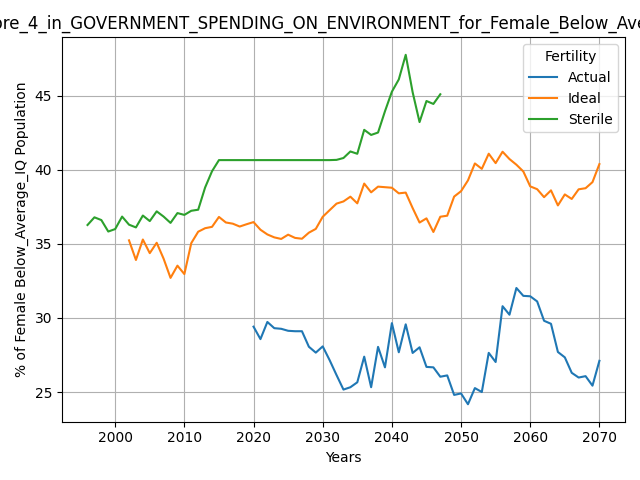 ore_4_in_GOVERNMENT_SPENDING_ON_ENVIRONMENT_for_Female_Below_Ave
Fertility
Actual
Ideal
Sterile
% of Female Below_Average_IQ Population
45
40
35
30
25
2000 2010 2020 2030 2040 2050 2060 2070
Years